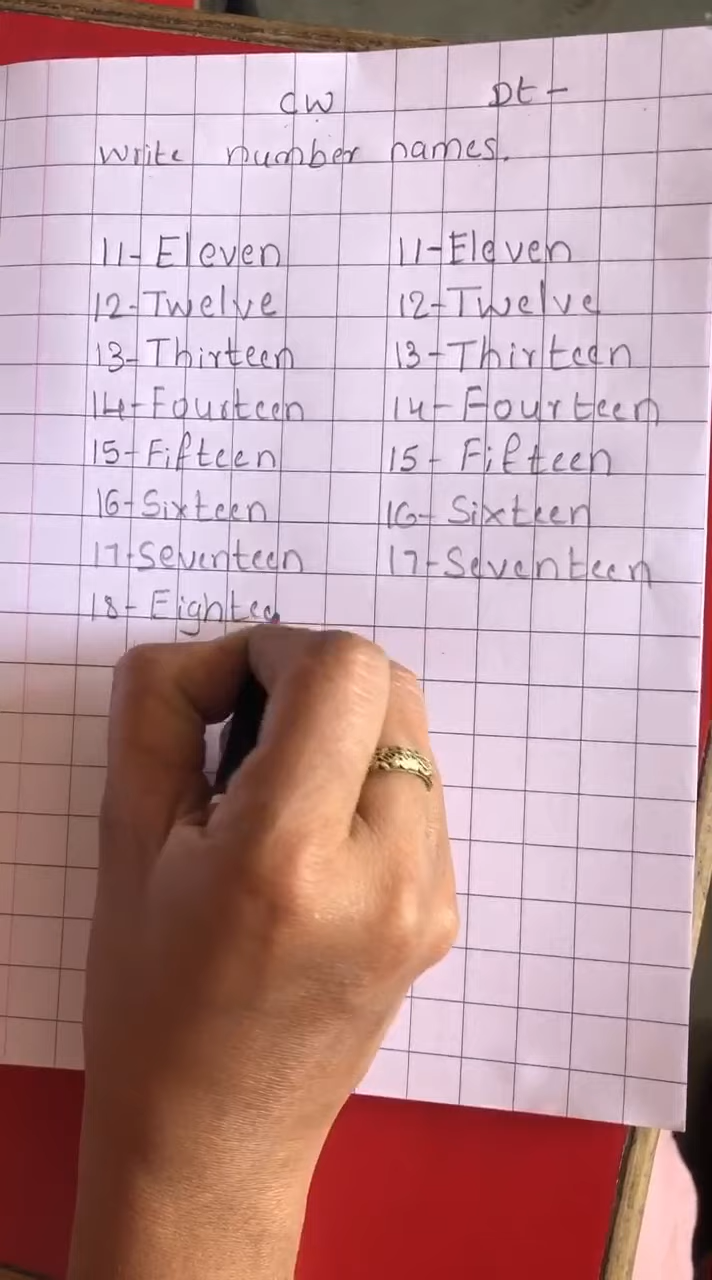 CW Dt -
Write number names.
11-Eleven 11-Eleven
12-Twelve 12-Twelve
13-Thirteen 13-Thirteen
14-Fourteen 14-Fourteen
15-Fifteen 15-Fifteen
16-Sixteen 16-Sixteen
17-Seventeen 17-Seventeen
18-Eightee